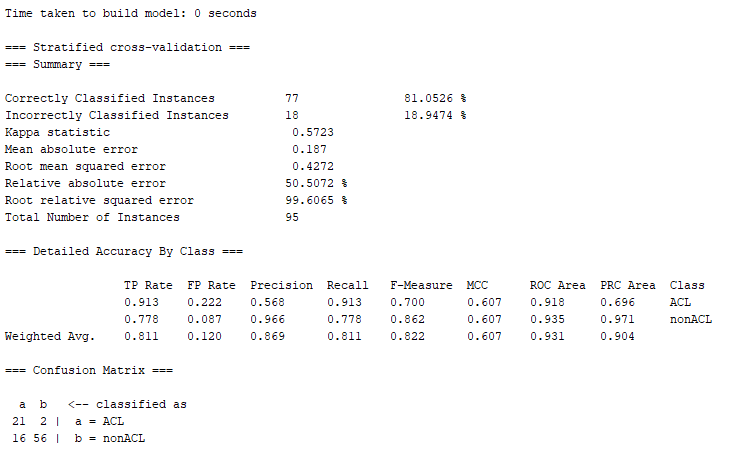 Time taken to build model: 0 seconds
=== Stratified cross-validation ===
=== Summary ===
Correctly Classified Instances 77 81.0526 %
Incorrectly Classified Instances 18 18.9474 %
Kappa statistic 0.5723
Mean absolute error 0.187
Root mean squared error 0.4272
Relative absolute error 50.5072 %
Root relative squared error 99.6065 %
Total Number of Instances 95
=== Detailed Accuracy By Class ===
TP Rate FP Rate Precision Recall F-Measure MCC ROC Area PRC Area Class
0.913 0.222 0.568 0.913 0.700 0.607 0.918 0.696 ACL
0.778 0.087 0.966 0.778 0.862 0.607 0.935 0.971 nonACL
Weighted Avg. 0.811 0.120 0.869 0.811 0.822 0.607 0.931 0.904
=== Confusion Matrix ===
a b <-- classified as
21 2 | a = ACL
16 56 | b = nonACL